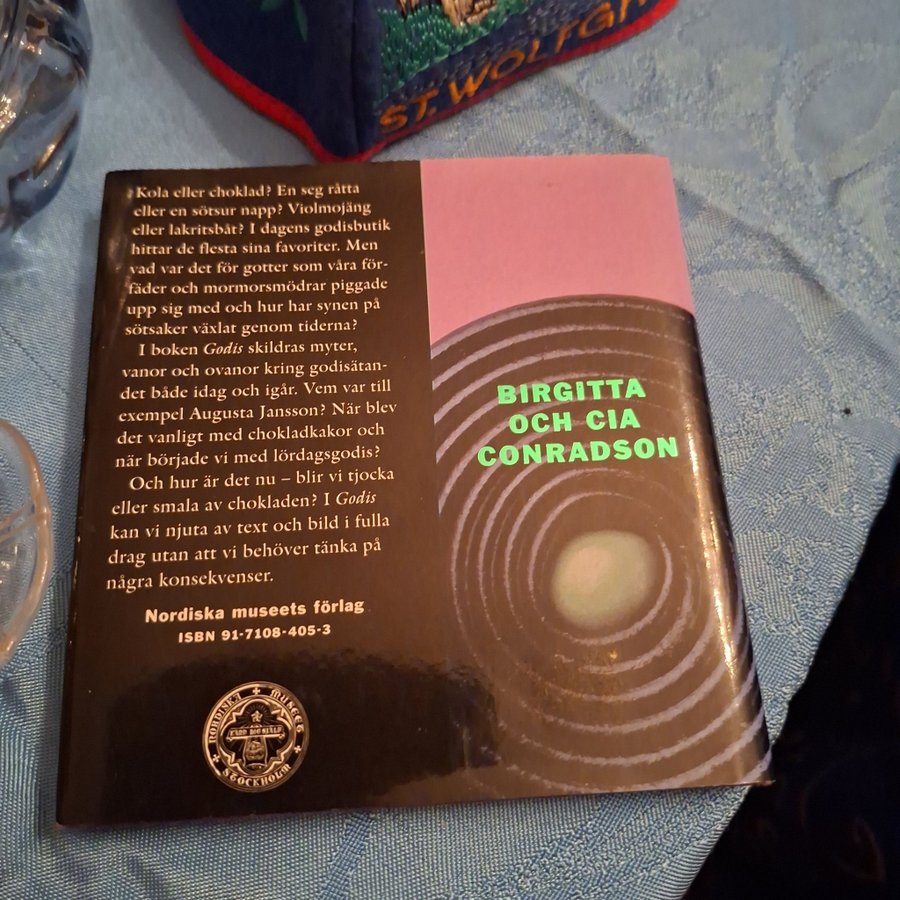 ST. WOLFGA
Kola eller choklad? En seg råtta
eller en sötsur napp? Violmojäng
eller lakritsbåt? I dagens godisbutik
hittar de flesta sina favoriter. Men
vad var det för gotter som våra för-
fäder och mormorsmödrar piggade
upp sig med och hur har synen på
sötsaker växlat genom tiderna?
I boken Godis skildras myter,
vanor och ovanor kring godisätan-
det både idag och igår. Vem var till
exempel Augusta Jansson? När blev
det vanligt med chokladkakor och
när började vi med lördagsgodis?
Och hur är det nu – blir vi tjocka
eller smala av chokladen? I Godis
kan vi njuta av text och bild i fulla
drag utan att vi behöver tänka på
några konsekvenser.
Nordiska museets förlag
ISBN 91-7108-405-3
NORDISKA MUSEET
STOCKHOLM
BIRGITTA
OCH CIA
CONRADSON